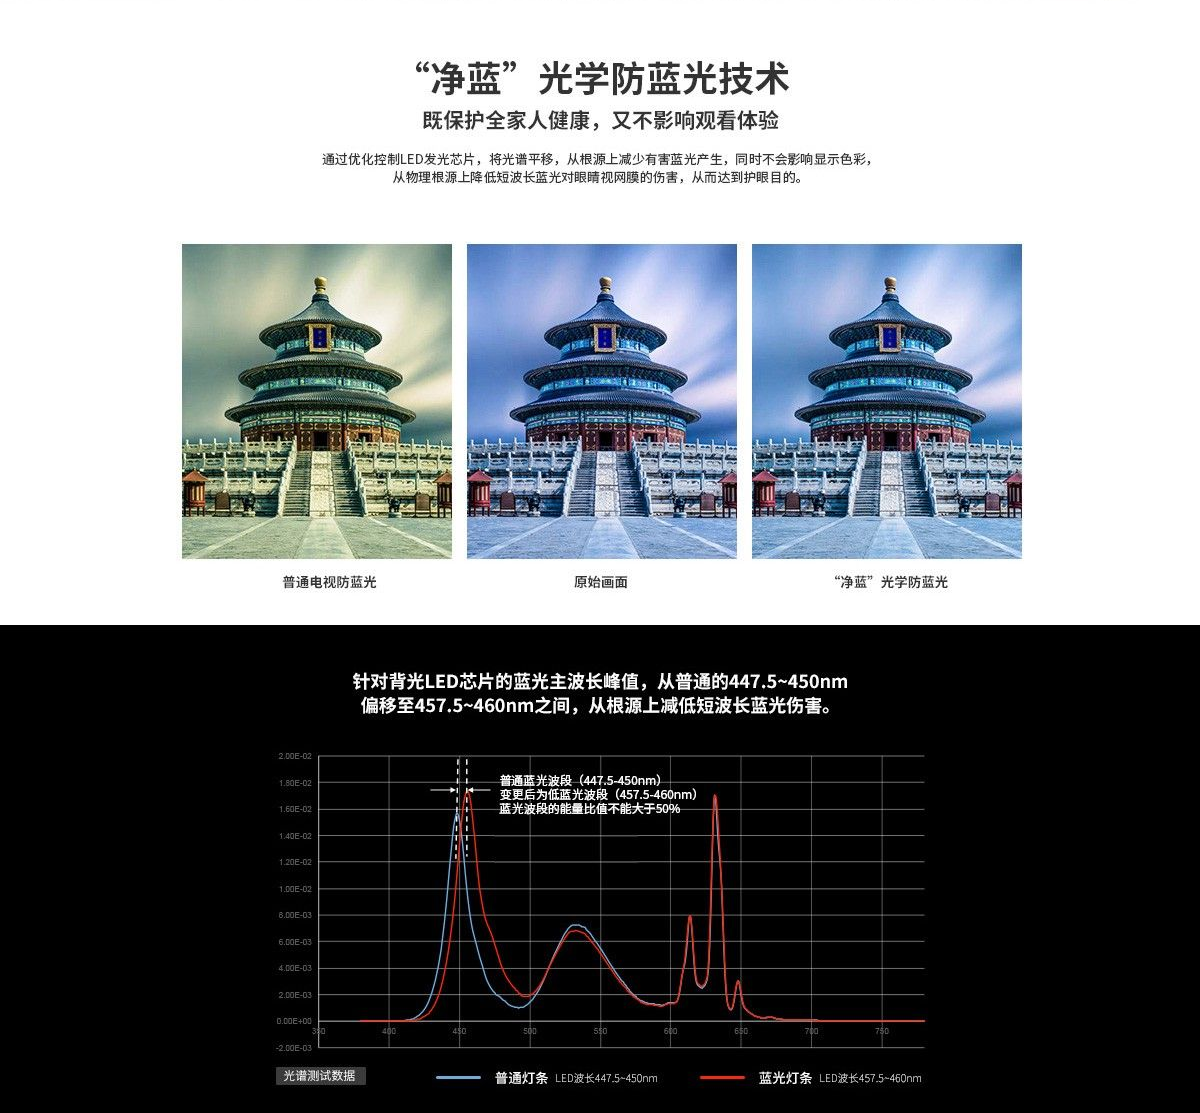 “净蓝”光学防蓝光技术
既保护全家人健康，又不影响观看体验
通过优化控制LED发光芯片，将光谱平移，从根源上减少有害蓝光产生，同时不会影响显示色彩，
从物理根源上降低短波长蓝光对眼睛视网膜的伤害，从而达到护眼目的。
普通电视防蓝光
原始画面
“净蓝”光学防蓝光
针对背光LED芯片的蓝光主波长峰值，从普通的447.5~450nm
偏移至457.5~460nm之间，从根源上减低短波长蓝光伤害。
2.00E-02
1.80E-02
1.60E-02
1.40E-02
1.20E-02
1.00E-02
8.00E-03
6.00E-03
4.00E-03
2.00E-03
0.00E+00
-2.00E-03
普通蓝光波段（447.5-450nm）
变更后为低蓝光波段（457.5-460nm）
蓝光波段的能量比值不能大于50%
350 400 450 500 550 600 650 700 750
光谱测试数据
普通灯条 LED波长447.5~450nm
蓝光灯条 LED波长457.5~460nm